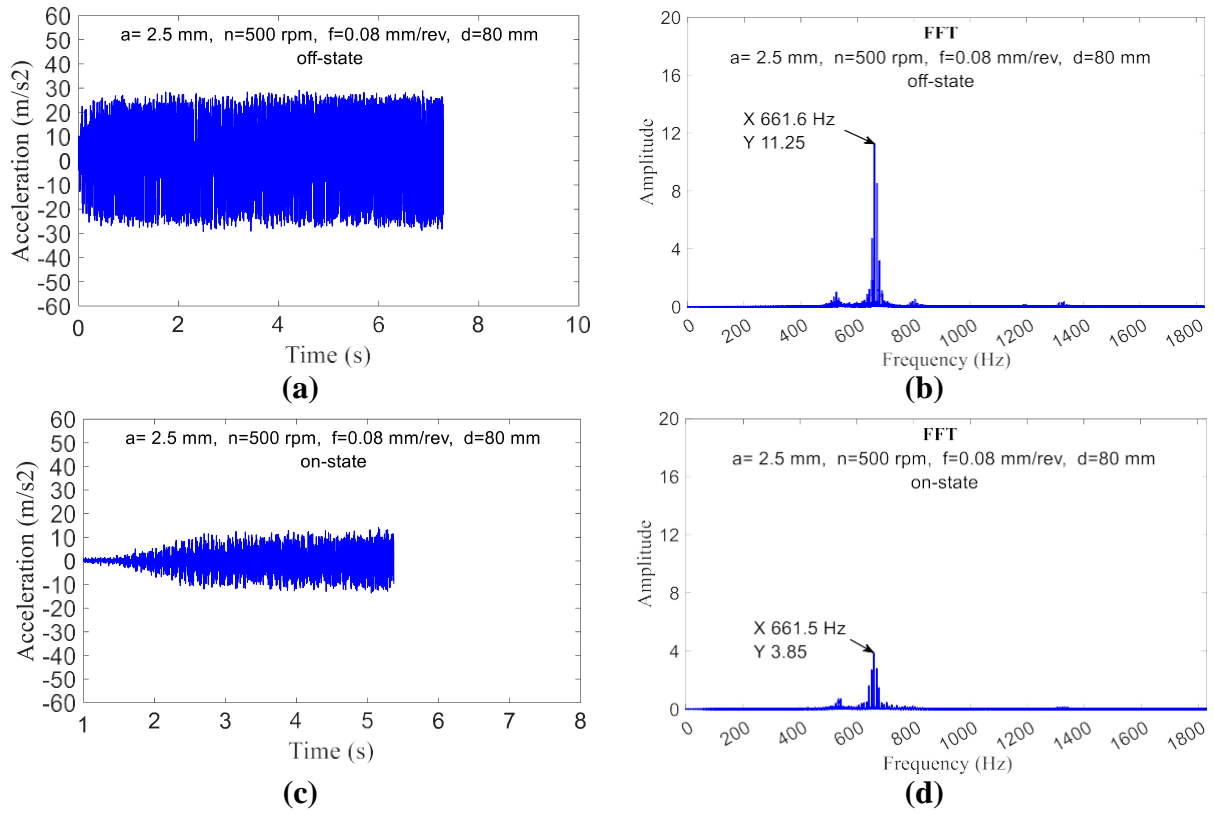 a= 2.5 mm, n=500 rpm, f=0.08 mm/rev, d=80 mm
off-state
Acceleration (m/s2)
60
50
40
30
20
10
0
-10
-20
-30
-40
-50
-60
0 2 4 6 8 10
Time (s)
(a)
FFT
a= 2.5 mm, n=500 rpm, f=0.08 mm/rev, d=80 mm
off-state
X 661.6 Hz
Y 11.25
Amplitude
20
16
12
8
4
0
0 200 400 600 800 1000 1200 1400 1600 1800
Frequency (Hz)
(b)
a= 2.5 mm, n=500 rpm, f=0.08 mm/rev, d=80 mm
on-state
Acceleration (m/s2)
60
50
40
30
20
10
0
-10
-20
-30
-40
-50
-60
1 2 3 4 5 6 7 8
Time (s)
(c)
FFT
a= 2.5 mm, n=500 rpm, f=0.08 mm/rev, d=80 mm
on-state
X 661.5 Hz
Y 3.85
Amplitude
20
16
12
8
4
0
0 200 400 600 800 1000 1200 1400 1600 1800
Frequency (Hz)
(d)